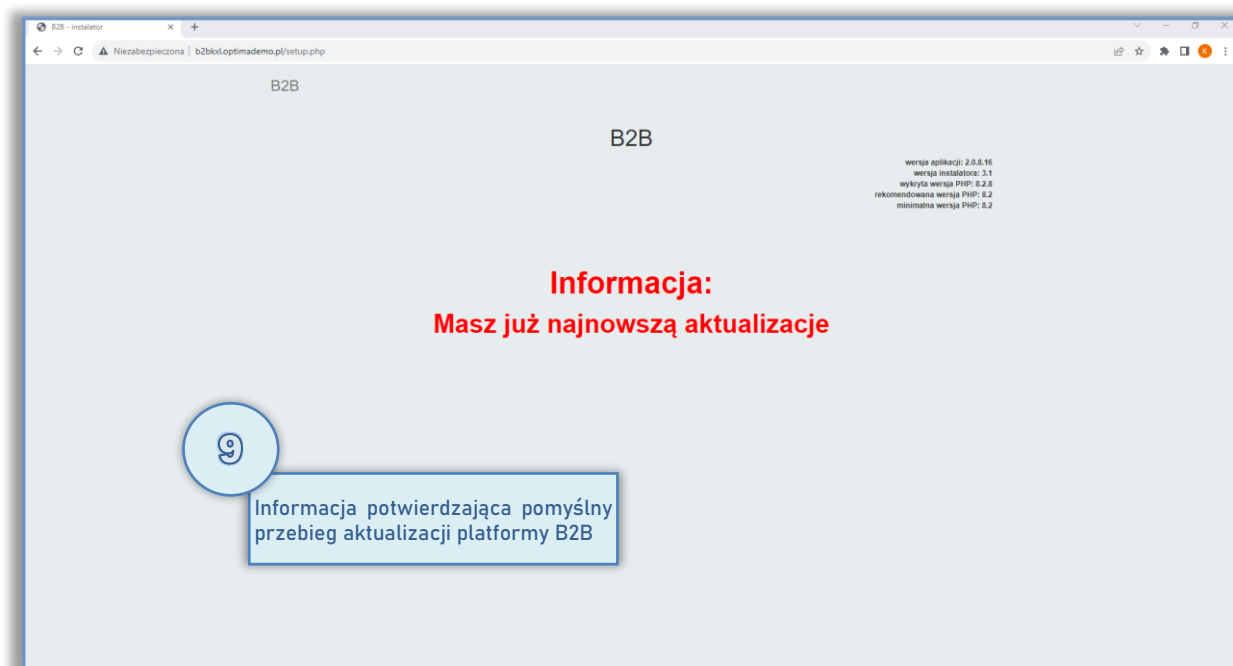 B2B - instalator
Niezabezpieczona | b2bkxl.optimademo.pl/setup.php
K
B2B
B2B
wersja aplikacji: 2.0.8.16
wersja instalatora: 3.1
wykryta wersja PHP: 8.2.8
rekomendowana wersja PHP: 8.2
minimalna wersja PHP: 8.2
Informacja:
Masz już najnowszą aktualizacje
9
Informacja potwierdzająca pomyślny
przebieg aktualizacji platformy B2B